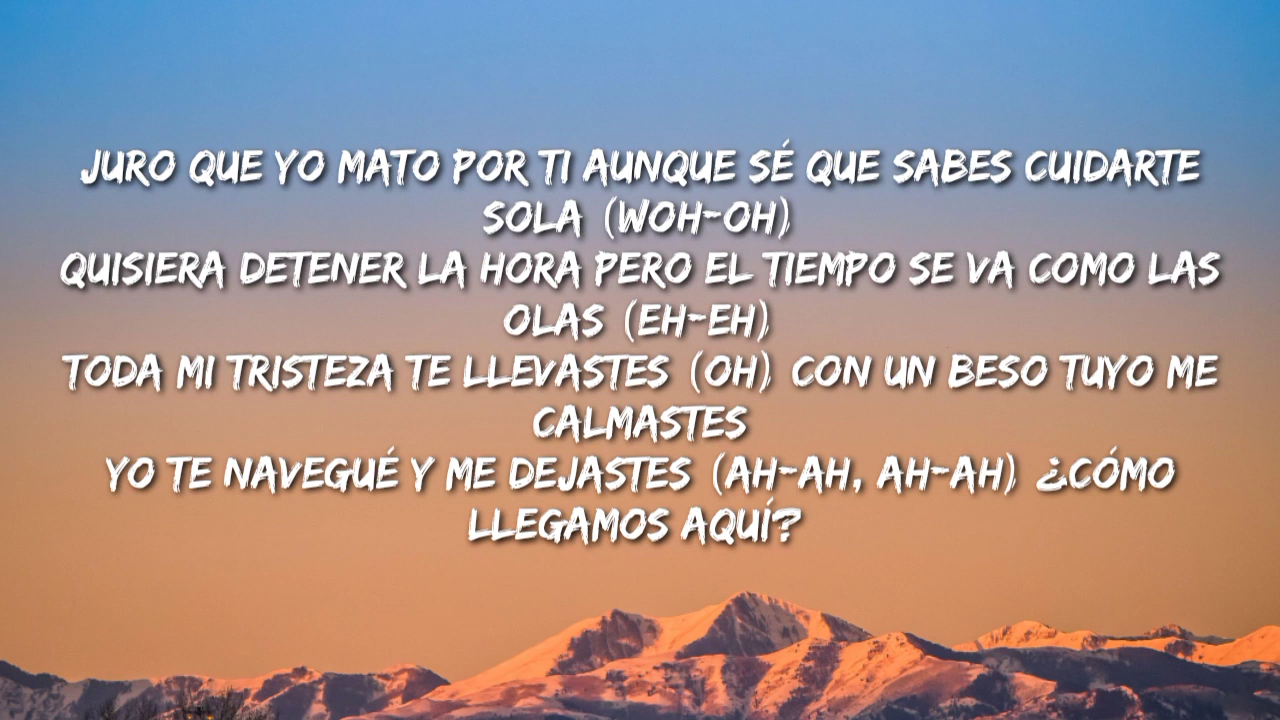 JURO QUE YO MATO POR TI AUNQUE SÉ QUE SABES CUIDARTE
SOLA (WOH-OH)
QUISIERA DETENER LA HORA PERO EL TIEMPO SE VA COMO LAS
OLAS (EH-EH)
TODA MI TRISTEZA TE LLEVASTES (OH) CON UN BESO TUYO ME
CALMASTES
YO TE NAVEGUÉ Y ME DEJASTES (AH-AH, AH-AH) ¿CÓMO
LLEGAMOS AQUÍ?